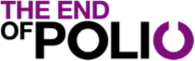 THE END
OF POLIO